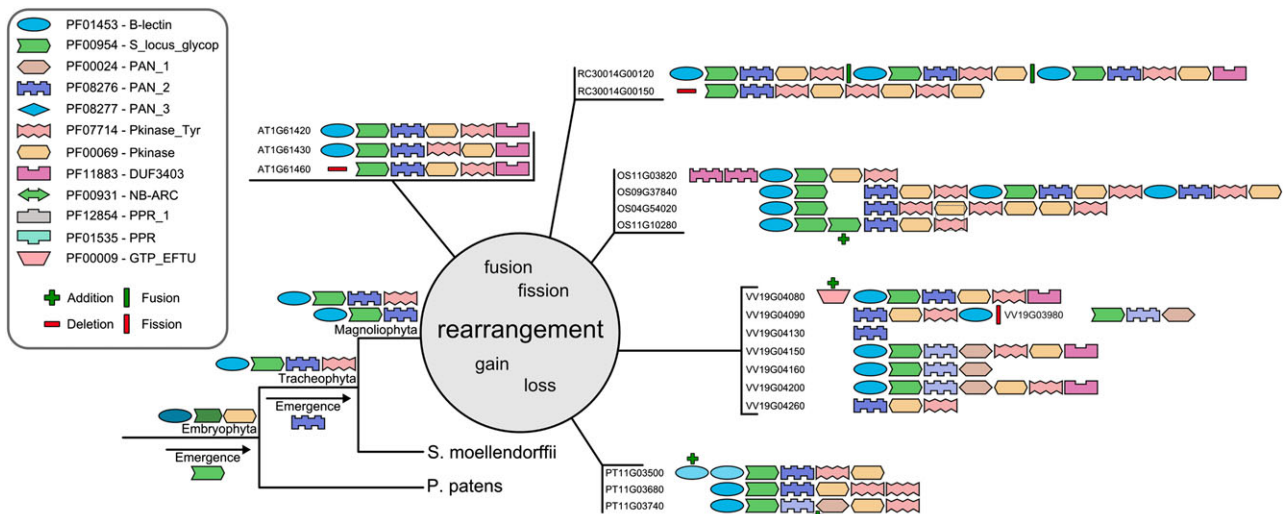 PF01453 - B-lectin
PF00954 - S_locus_glycop
PF00024 - PAN_1
PF08276 - PAN_2
PF08277 - PAN_3
PF07714 - Pkinase_Tyr
PF00069 - Pkinase
PF11883 - DUF3403
PF00931 - NB-ARC
PF12854 - PPR_1
PF01535 - PPR
PF00009 - GTP_EFTU
Addition
Fusion
Deletion
Fission
AT1G61420
AT1G61430
AT1G61460
RC30014G00120
RC30014G00150
OS11G03820
OS09G37840
OS04G54020
OS11G10280
fusion
fission
rearrangement
gain
loss
Magnoliophyta
Tracheophyta
Emergence
Embryophyta
Emergence
S. moellendorffii
P. patens
VV19G04080
VV19G04090
VV19G03980
VV19G04130
VV19G04150
VV19G04160
VV19G04200
VV19G04260
PT11G03500
PT11G03680
PT11G03740